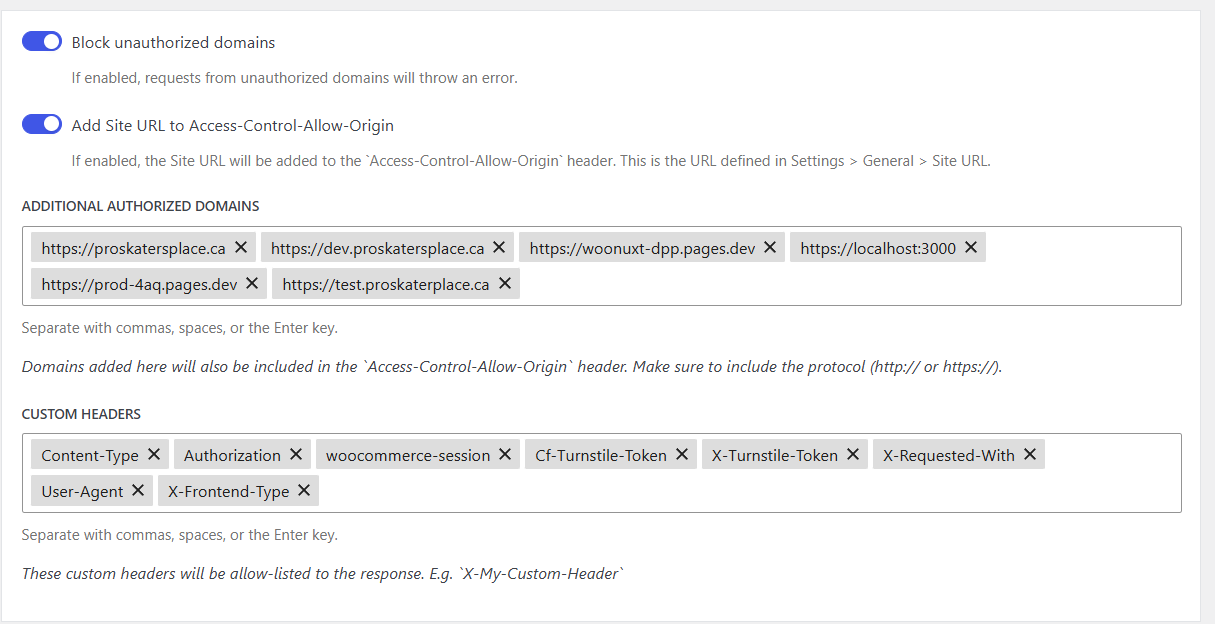 Block unauthorized domains
If enabled, requests from unauthorized domains will throw an error.
Add Site URL to Access-Control-Allow-Origin
If enabled, the Site URL will be added to the `Access-Control-Allow-Origin` header. This is the URL defined in Settings > General > Site URL.
ADDITIONAL AUTHORIZED DOMAINS
https://proskatersplace.ca ✕ https://dev.proskatersplace.ca ✕ https://woonuxt-dpp.pages.dev ✕ https://localhost:3000 ✕
https://prod-4aq.pages.dev ✕ https://test.proskaterplace.ca ✕
Separate with commas, spaces, or the Enter key.
Domains added here will also be included in the `Access-Control-Allow-Origin` header. Make sure to include the protocol (http:// or https://).
CUSTOM HEADERS
Content-Type ✕ Authorization ✕ woocommerce-session ✕ Cf-Turnstile-Token ✕ X-Turnstile-Token ✕ X-Requested-With ✕
User-Agent ✕ X-Frontend-Type ✕
Separate with commas, spaces, or the Enter key.
These custom headers will be allow-listed to the response. E.g. `X-My-Custom-Header`